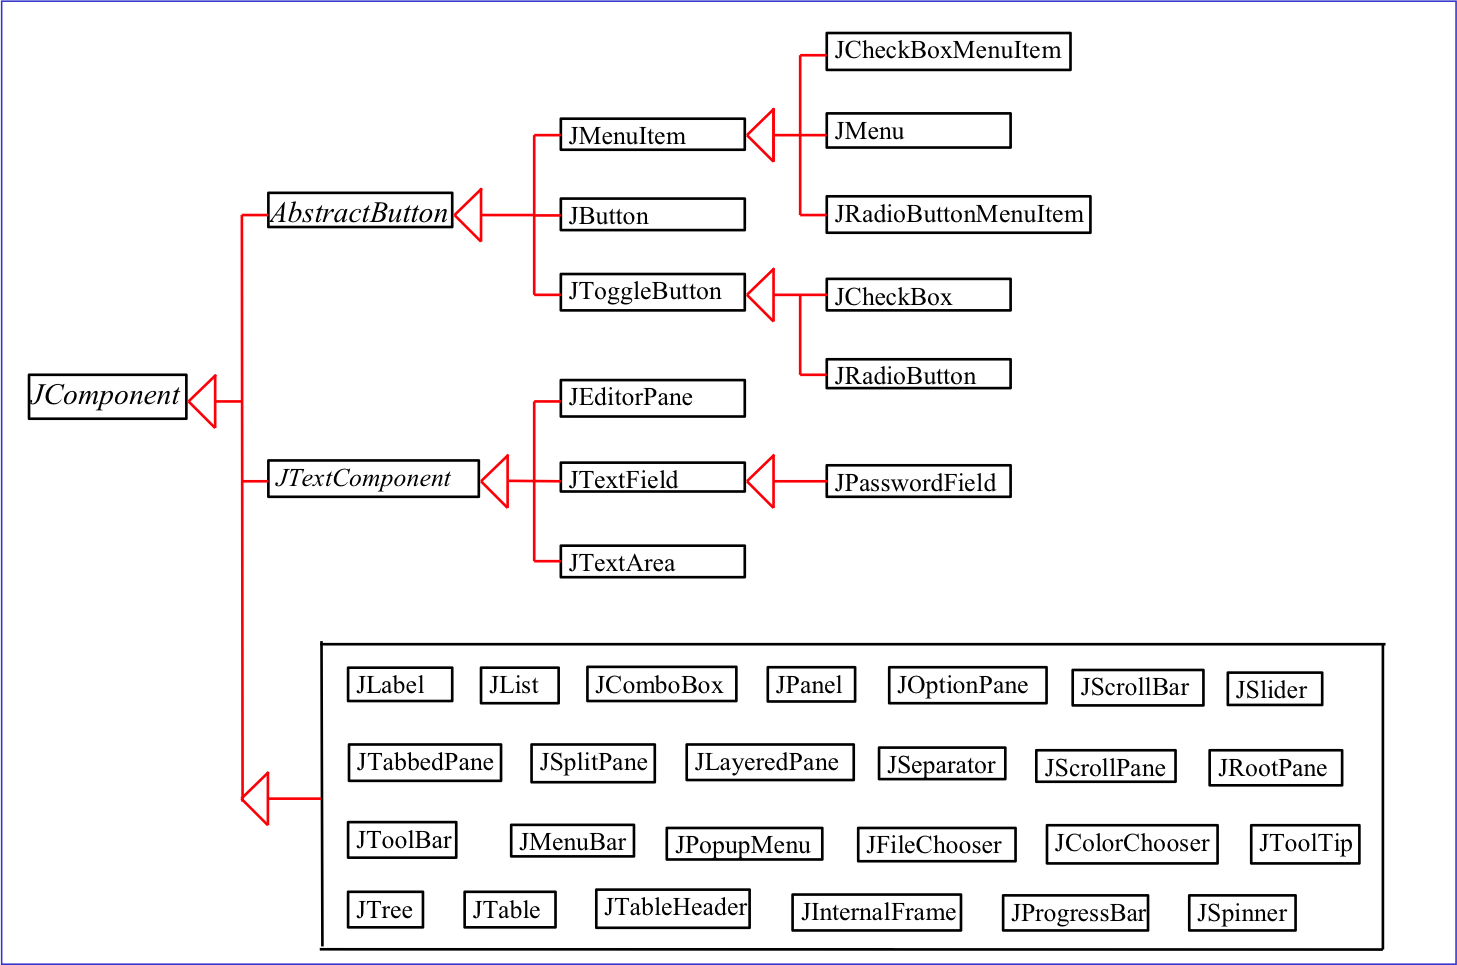 JCheckBoxMenuItem
JMenuItem
JMenu
AbstractButton
JButton
JRadioButtonMenuItem
JToggleButton
JCheckBox
JRadioButton
JComponent
JEditorPane
JTextComponent
JTextField
JPasswordField
JTextArea
JLabel JList JComboBox JPanel JOptionPane JScrollBar JSlider
JTabbedPane JSplitPane JLayeredPane JSeparator JScrollPane JRootPane
JToolBar JMenuBar JPopupMenu JFileChooser JColorChooser JToolTip
JTree JTable JTableHeader JInternalFrame JProgressBar JSpinner